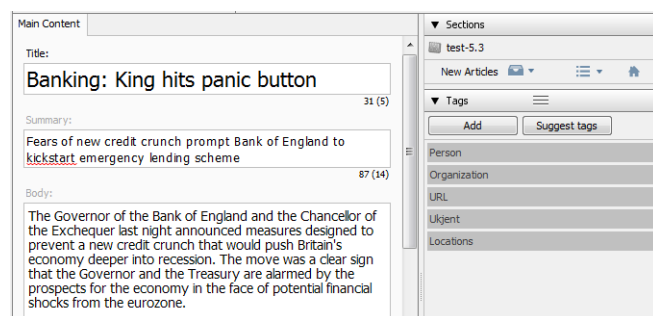 Main Content
Title:
Banking: King hits panic button
31 (5)
Summary:
Fears of new credit crunch prompt Bank of England to
kickstart emergency lending scheme
87 (14)
Body:
The Governor of the Bank of England and the Chancellor of
the Exchequer last night announced measures designed to
prevent a new credit crunch that would push Britain's
economy deeper into recession. The move was a clear sign
that the Governor and the Treasury are alarmed by the
prospects for the economy in the face of potential financial
shocks from the eurozone.
Sections
test-5.3
New Articles
Tags
Add Suggest tags
Person
Organization
URL
Ukjent
Locations